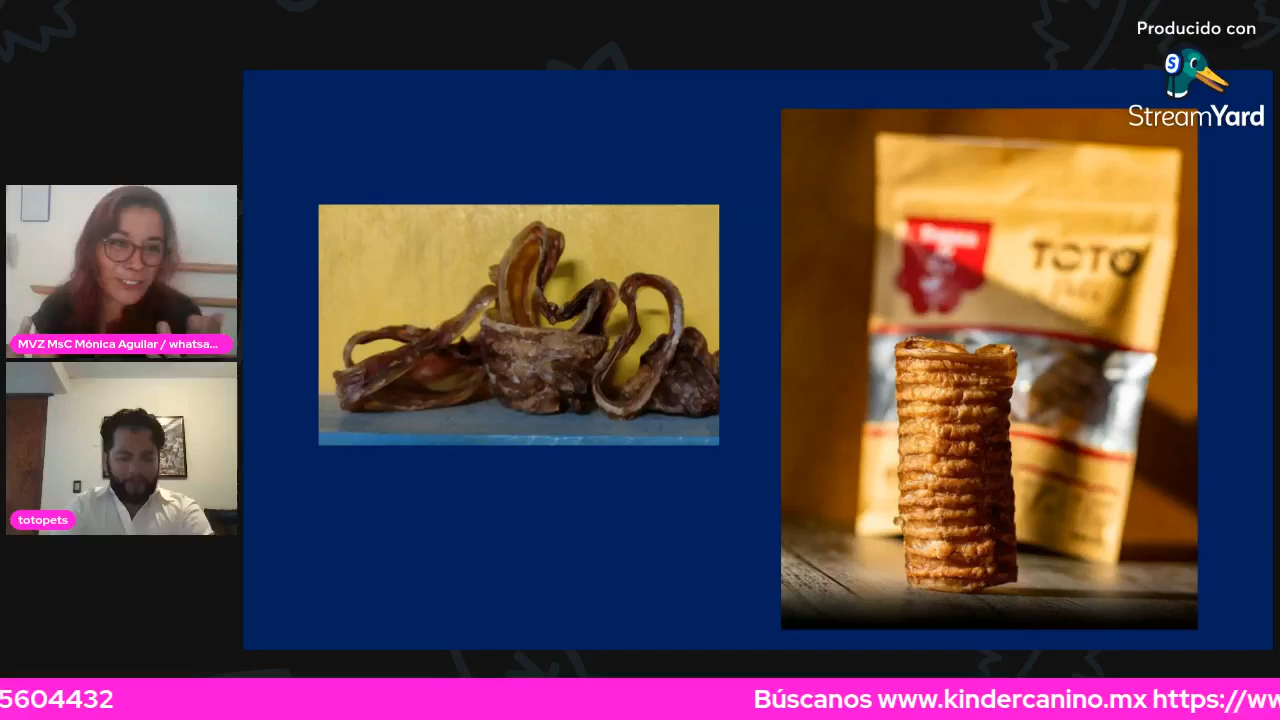 Producido con
StreamYard
TOTO
MVZ MsC Mónica Aguilar / whatsa...
totopets
5604432
Búscanos www.kindercanino.mx https://ww